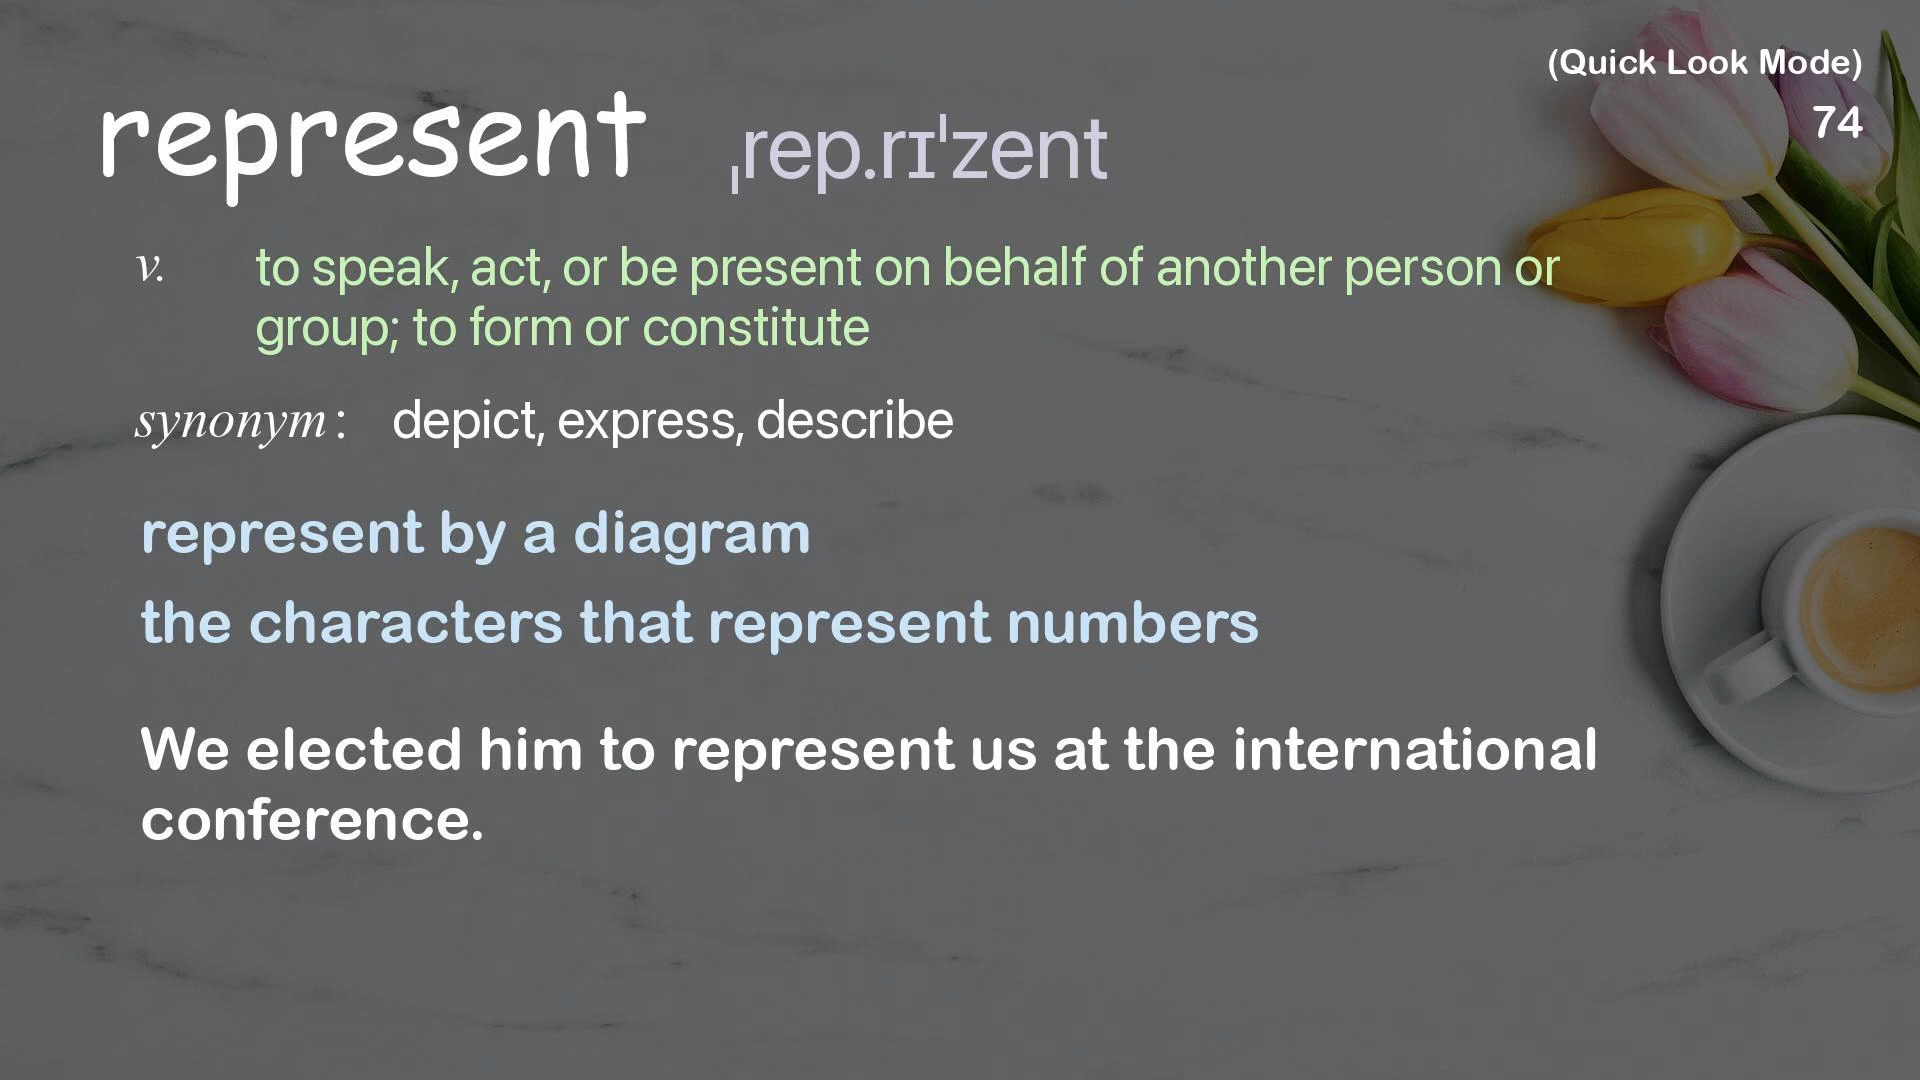 (Quick Look Mode)
74
represent ˌrep.rɪˈzent
v. to speak, act, or be present on behalf of another person or
group; to form or constitute
synonym : depict, express, describe
represent by a diagram
the characters that represent numbers
We elected him to represent us at the international
conference.